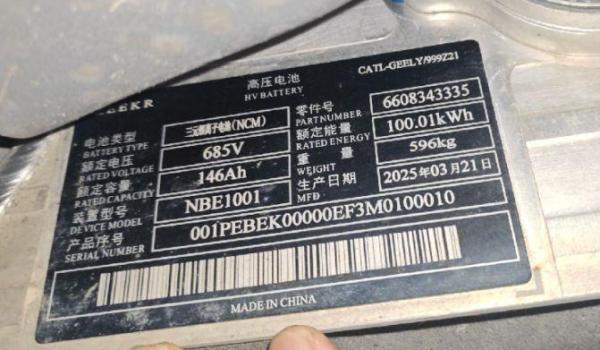 EEKR
高压电池
HV BATTERY
CATL-GEELY/999Z21
电池类型
BATTERY TYPE
三元锂离子电池(NCM)
零件号
PART NUMBER
6608343335
额定电压
RATED VOLTAGE
685V
额定能量
RATED ENERGY
100.01kWh
额定容量
RATED CAPACITY
146Ah
重 量
WEIGHT
596kg
装置型号
DEVICE MODEL
NBE1001
生产日期
MFD
2025年03月21日
产品序号
SERIAL NUMBER
001PEBEK00000EF3M0100010
MADE IN CHINA